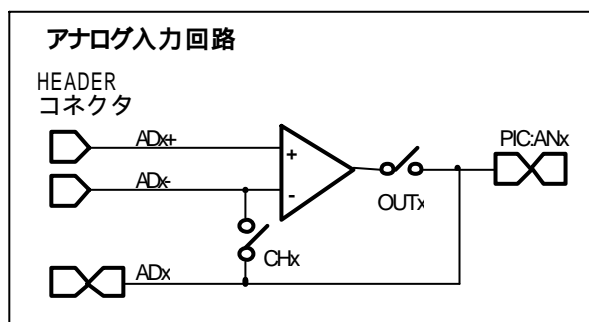 アナログ入力回路
HEADER
コネクタ
ADx+
ADx-
ADx
+
-
CHx
OUTx
PIC:ANx